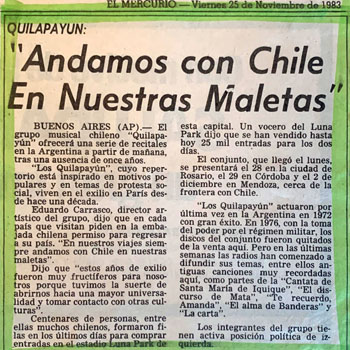 EL MERCURIO — Viernes 25 de Noviembre de 1983
QUILAPAYUN:
"Andamos con Chile
En Nuestras Maletas"
BUENOS AIRES (AP).— El
grupo musical chileno "Quilapa-
yún" ofrecerá una serie de recitales
en la Argentina a partir de mañana,
tras una ausencia de once años.
"Los Quilapayún", cuyo reper-
torio está inspirado en motivos po-
pulares y en temas de protesta so-
cial, viven en el exilio en París des-
de hace una década.
Eduardo Carrasco, director ar-
tístico del grupo, dijo que en cada
país que visitan piden en la emba-
jada chilena permiso para regresar
a su país. "En nuestros viajes siem-
pre andamos con Chile en nuestras
maletas".
Dijo que "estos años de exilio
fueron muy fructíferos para noso-
tros porque tuvimos la suerte de
abrirnos hacia una mayor universali-
dad y tomar contacto con otras cul-
turas".
Centenares de personas, entre
ellas muchos chilenos, formaron fi-
las en los últimos días para comprar
entradas en el estadio Luna Park de
esta capital. Un vocero del Luna
Park dijo que se han vendido hasta
hoy 25 mil entradas para los dos
días.
El conjunto, que llegó el lunes,
se presentará el 28 en la ciudad de
Rosario, el 29 en Córdoba y el 2 de
diciembre en Mendoza, cerca de la
frontera con Chile.
"Los Quilapayún" actuaron por
última vez en la Argentina en 1972
con gran éxito. En 1976, con la toma
del poder por el régimen militar, los
discos del conjunto fueron quitados
de la venta aquí. Pero en las últimas
semanas las radios han comenzado a
difundir sus temas, entre ellos anti-
guas canciones muy recordadas
aquí, como partes de la "Cantata de
Santa María de Iquique", "El dis-
curso de Mata", "Te recuerdo,
Amanda", "El alma de Banderas" y
"La carta".
Los integrantes del grupo tie-
nen activa posición política de iz-
quierda.